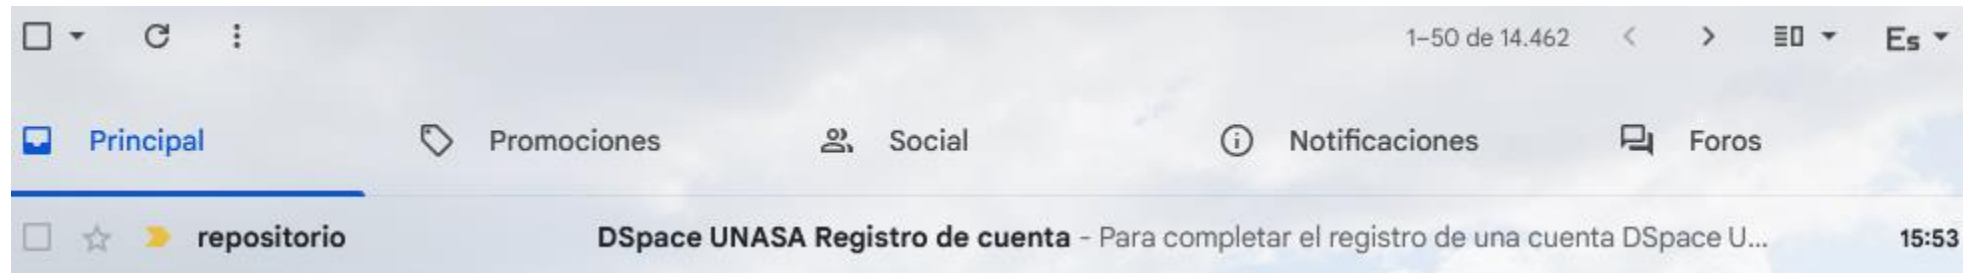 1–50 de 14.462 Es
Principal Promociones Social Notificaciones Foros
repositorio DSpace UNASA Registro de cuenta - Para completar el registro de una cuenta DSpace U... 15:53